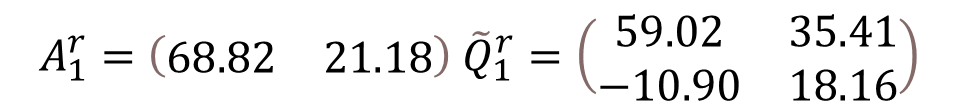 A₁ʳ = (68.82 21.18) Q̃₁ʳ = (59.02 35.41
−10.90 18.16)